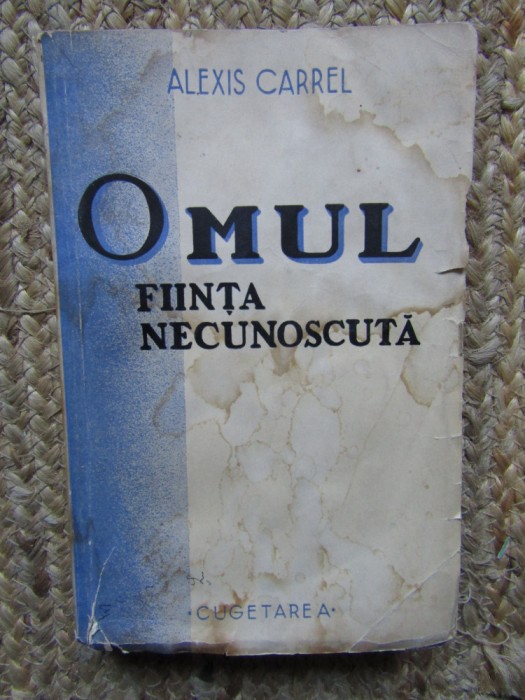 ALEXIS CARREL
OMUL
FIINȚA
NECUNOSCUTĂ
·CUGETAREA·